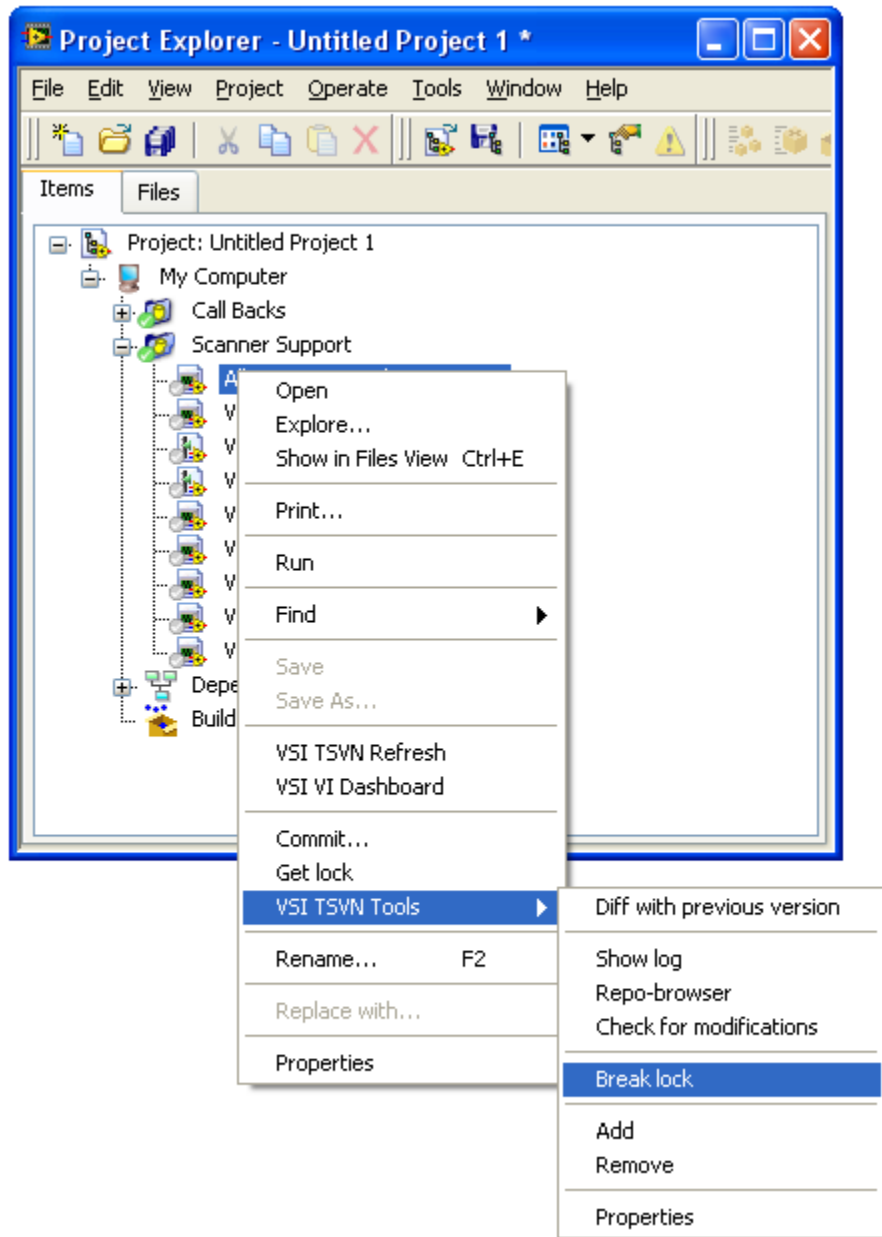 Project Explorer - Untitled Project 1 *
File Edit View Project Operate Tools Window Help
Items Files
Project: Untitled Project 1
My Computer
Call Backs
Scanner Support
Open
Explore...
Show in Files View Ctrl+E
Print...
Run
Find
Save
Save As...
VSI TSVN Refresh
VSI VI Dashboard
Commit...
Get lock
VSI TSVN Tools
Rename... F2
Replace with...
Properties
V
V
V
V
V
V
V
V
Depe
Build
Diff with previous version
Show log
Repo-browser
Check for modifications
Break lock
Add
Remove
Properties